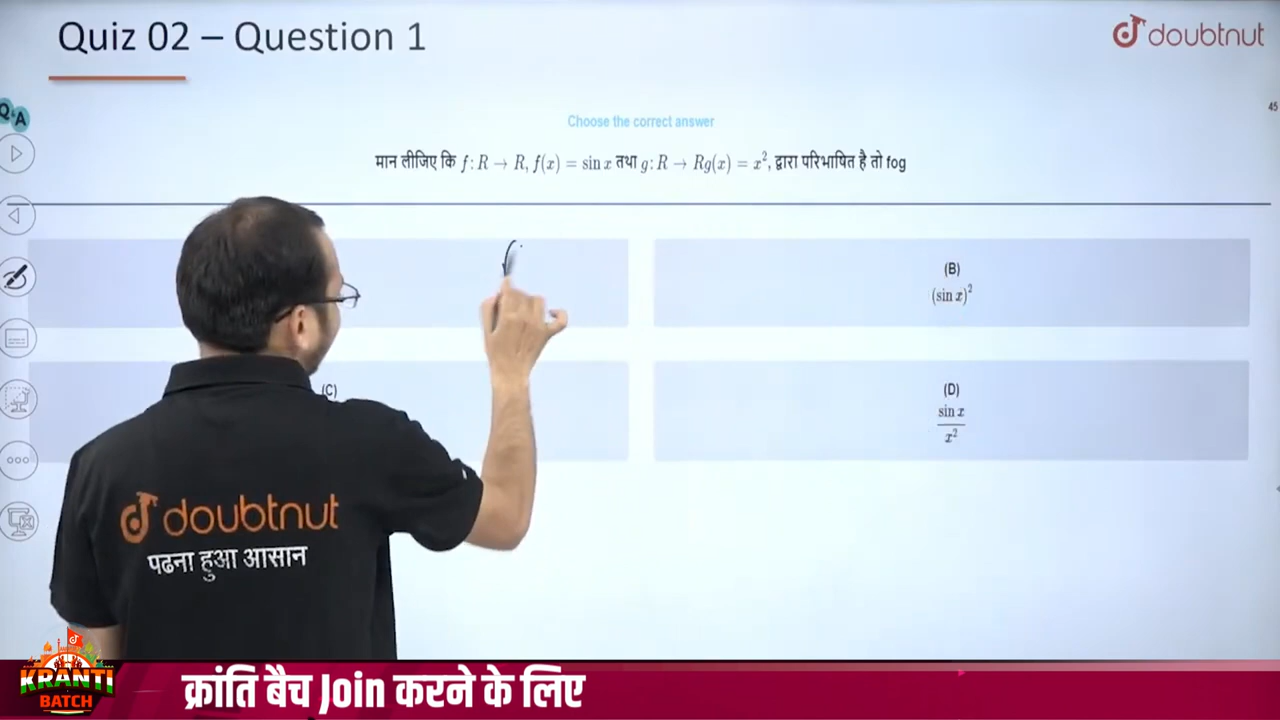 Quiz 02 – Question 1
doubtnut
Q&A
45
Choose the correct answer
मान लीजिए कि f : R → R, f(x) = sin x तथा g : R → Rg(x) = x², द्वारा परिभाषित है तो fog
(B)
(sin x)²
(C)
(D)
sin x
x²
doubtnut
पढना हुआ आसान
KRANTI
BATCH
क्रांति बैच Join करने के लिए